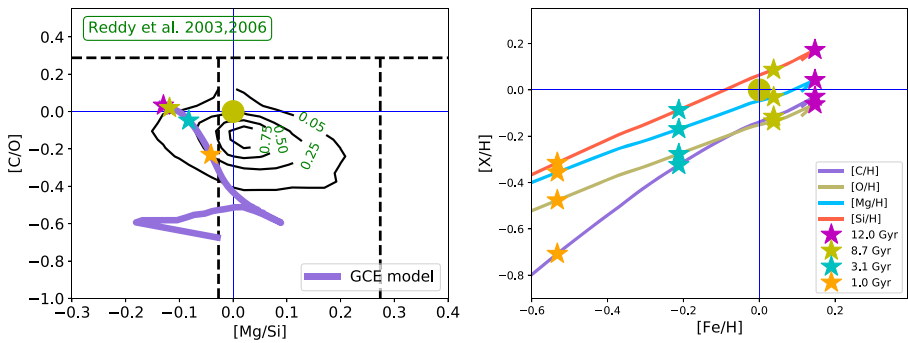 Reddy et al. 2003,2006
0.4
0.2
0.0
−0.2
−0.4
−0.6
−0.8
−1.0
[C/O]
0.05
0.50
0.75
0.25
GCE model
−0.3
−0.2
−0.1
0.0
0.1
0.2
0.3
0.4
[Mg/Si]
0.2
0.0
−0.2
−0.4
−0.6
−0.8
[X/H]
[C/H]
[O/H]
[Mg/H]
[Si/H]
12.0 Gyr
8.7 Gyr
3.1 Gyr
1.0 Gyr
−0.6
−0.4
−0.2
0.0
0.2
[Fe/H]